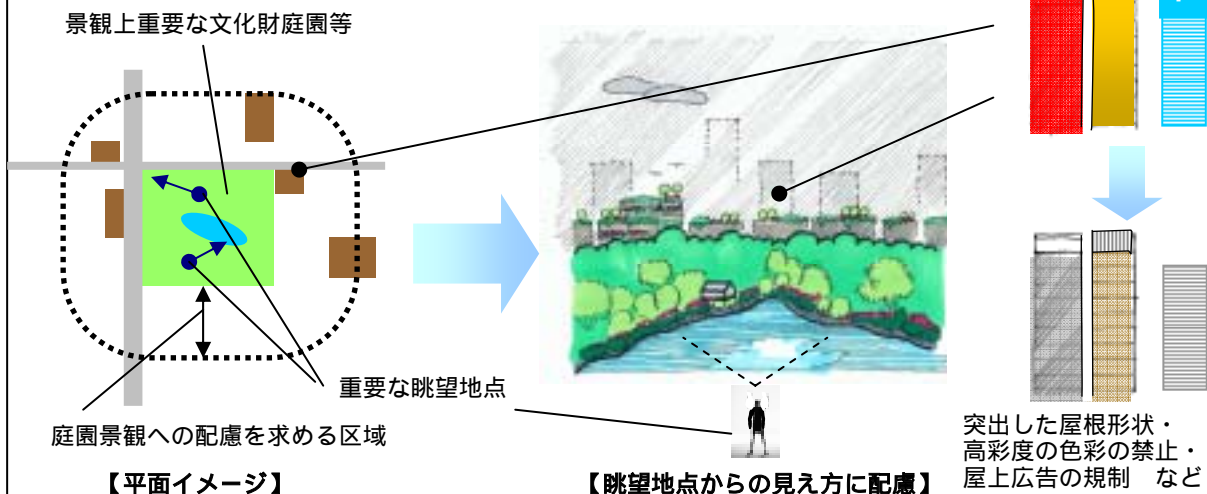 景観上重要な文化財庭園等
重要な眺望地点
庭園景観への配慮を求める区域
【平面イメージ】
【眺望地点からの見え方に配慮】
突出した屋根形状・
高彩度の色彩の禁止・
屋上広告の規制　など